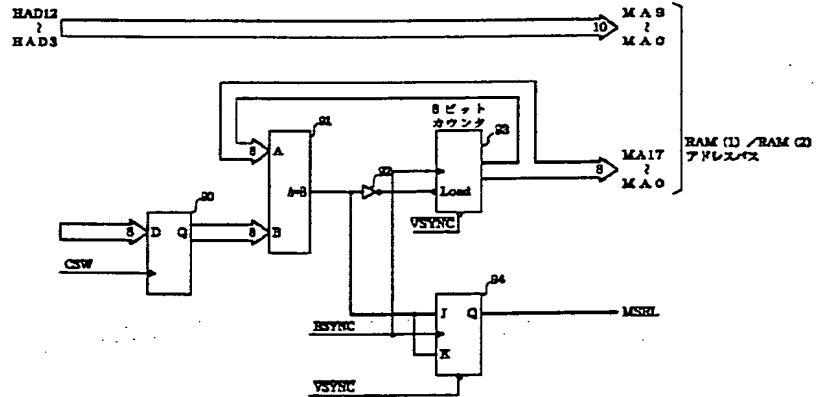 HAD12
~
HAD3
10
MA9
~
MA0
91
8 A
A=B
8 B
90
8 D Q
CSW
92
8ビット
カウンタ
93
Load
VSYNC
8
MA17
~
MA0
RAM (1) / RAM (2)
アドレスバス
94
J Q
K
HSYNC
VSYNC
MSEL